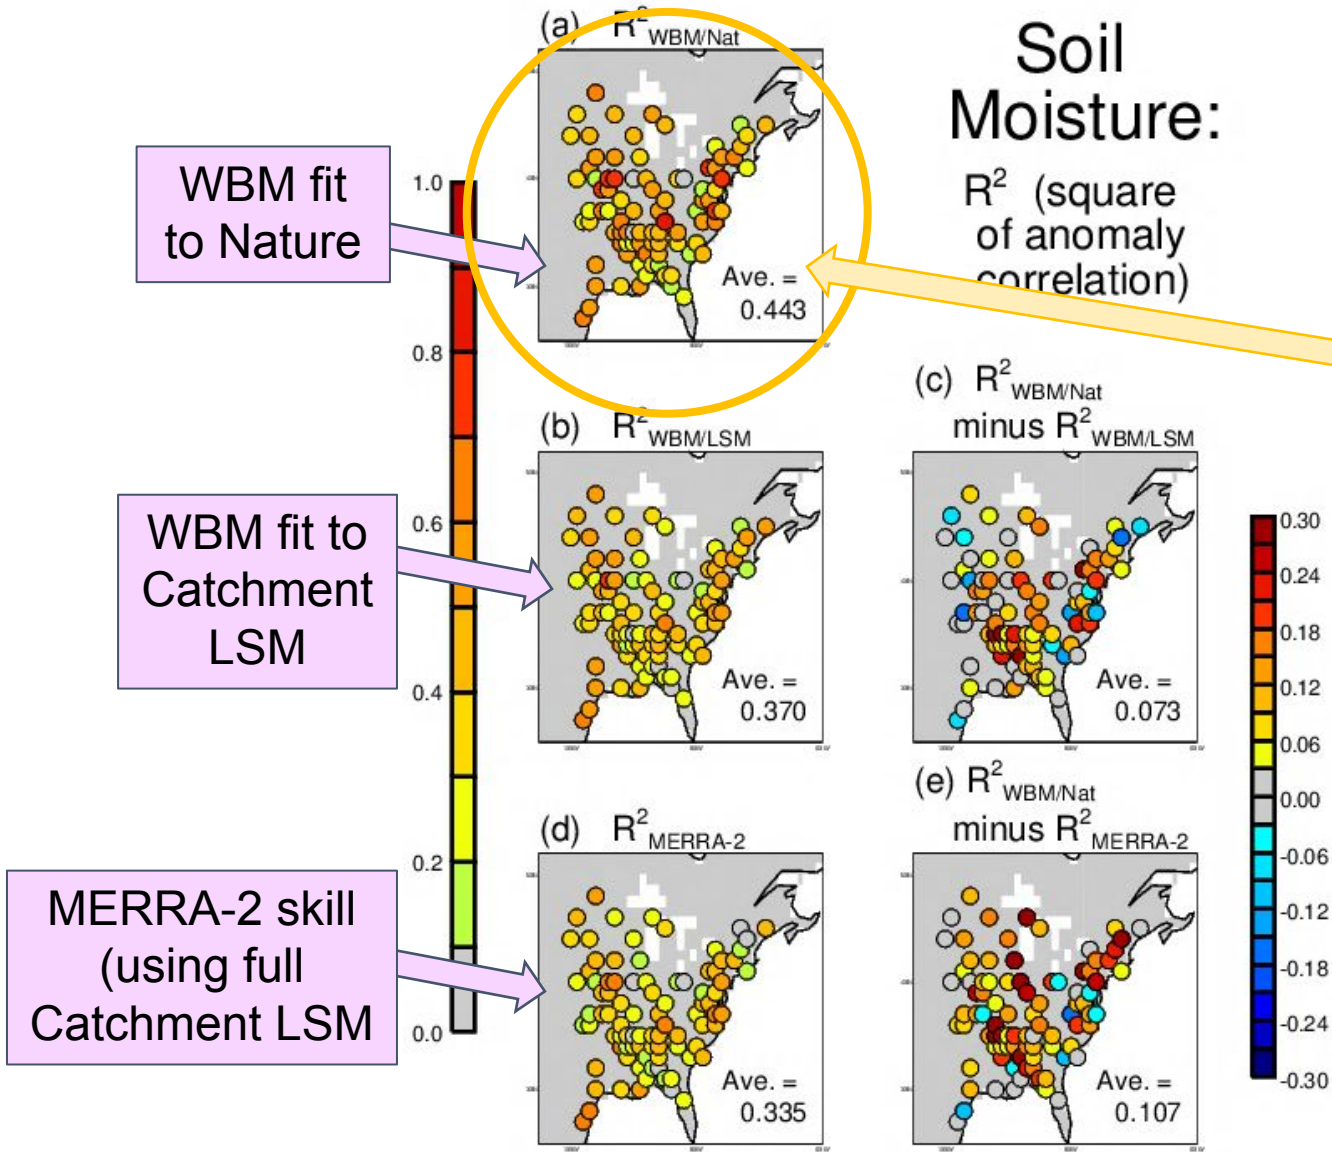 (a) R2WBM/Nat
Soil
Moisture:
R2 (square
of anomaly
correlation)
WBM fit
to Nature
Ave. =
0.443
1.0
0.8
0.6
0.4
0.2
0.0
(b) R2WBM/LSM
WBM fit to
Catchment
LSM
Ave. =
0.370
(c) R2WBM/Nat
minus R2WBM/LSM
Ave. =
0.073
(d) R2MERRA-2
MERRA-2 skill
(using full
Catchment LSM
Ave. =
0.335
(e) R2WBM/Nat
minus R2MERRA-2
Ave. =
0.107
0.30
0.24
0.18
0.12
0.06
0.00
-0.06
-0.12
-0.18
-0.24
-0.30